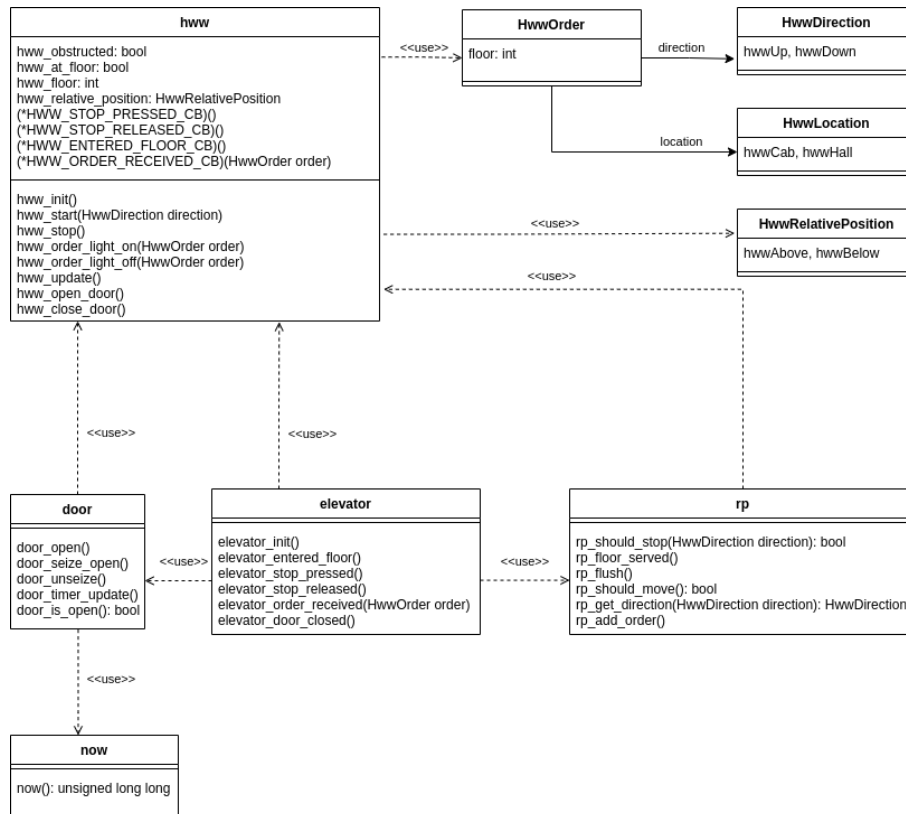 hww
hww_obstructed: bool
hww_at_floor: bool
hww_floor: int
hww_relative_position: HwwRelativePosition
(*HWW_STOP_PRESSED_CB)()
(*HWW_STOP_RELEASED_CB)()
(*HWW_ENTERED_FLOOR_CB)()
(*HWW_ORDER_RECEIVED_CB)(HwwOrder order)
hww_init()
hww_start(HwwDirection direction)
hww_stop()
hww_order_light_on(HwwOrder order)
hww_order_light_off(HwwOrder order)
hww_update()
hww_open_door()
hww_close_door()
<<use>>
HwwOrder
floor: int
direction
HwwDirection
hwwUp, hwwDown
location
HwwLocation
hwwCab, hwwHall
<<use>>
HwwRelativePosition
hwwAbove, hwwBelow
<<use>>
<<use>>
<<use>>
door
door_open()
door_seize_open()
door_unseize()
door_timer_update()
door_is_open(): bool
<<use>>
elevator
elevator_init()
elevator_entered_floor()
elevator_stop_pressed()
elevator_stop_released()
elevator_order_received(HwwOrder order)
elevator_door_closed()
<<use>>
rp
rp_should_stop(HwwDirection direction): bool
rp_floor_served()
rp_flush()
rp_should_move(): bool
rp_get_direction(HwwDirection direction): HwwDirection
rp_add_order()
<<use>>
now
now(): unsigned long long